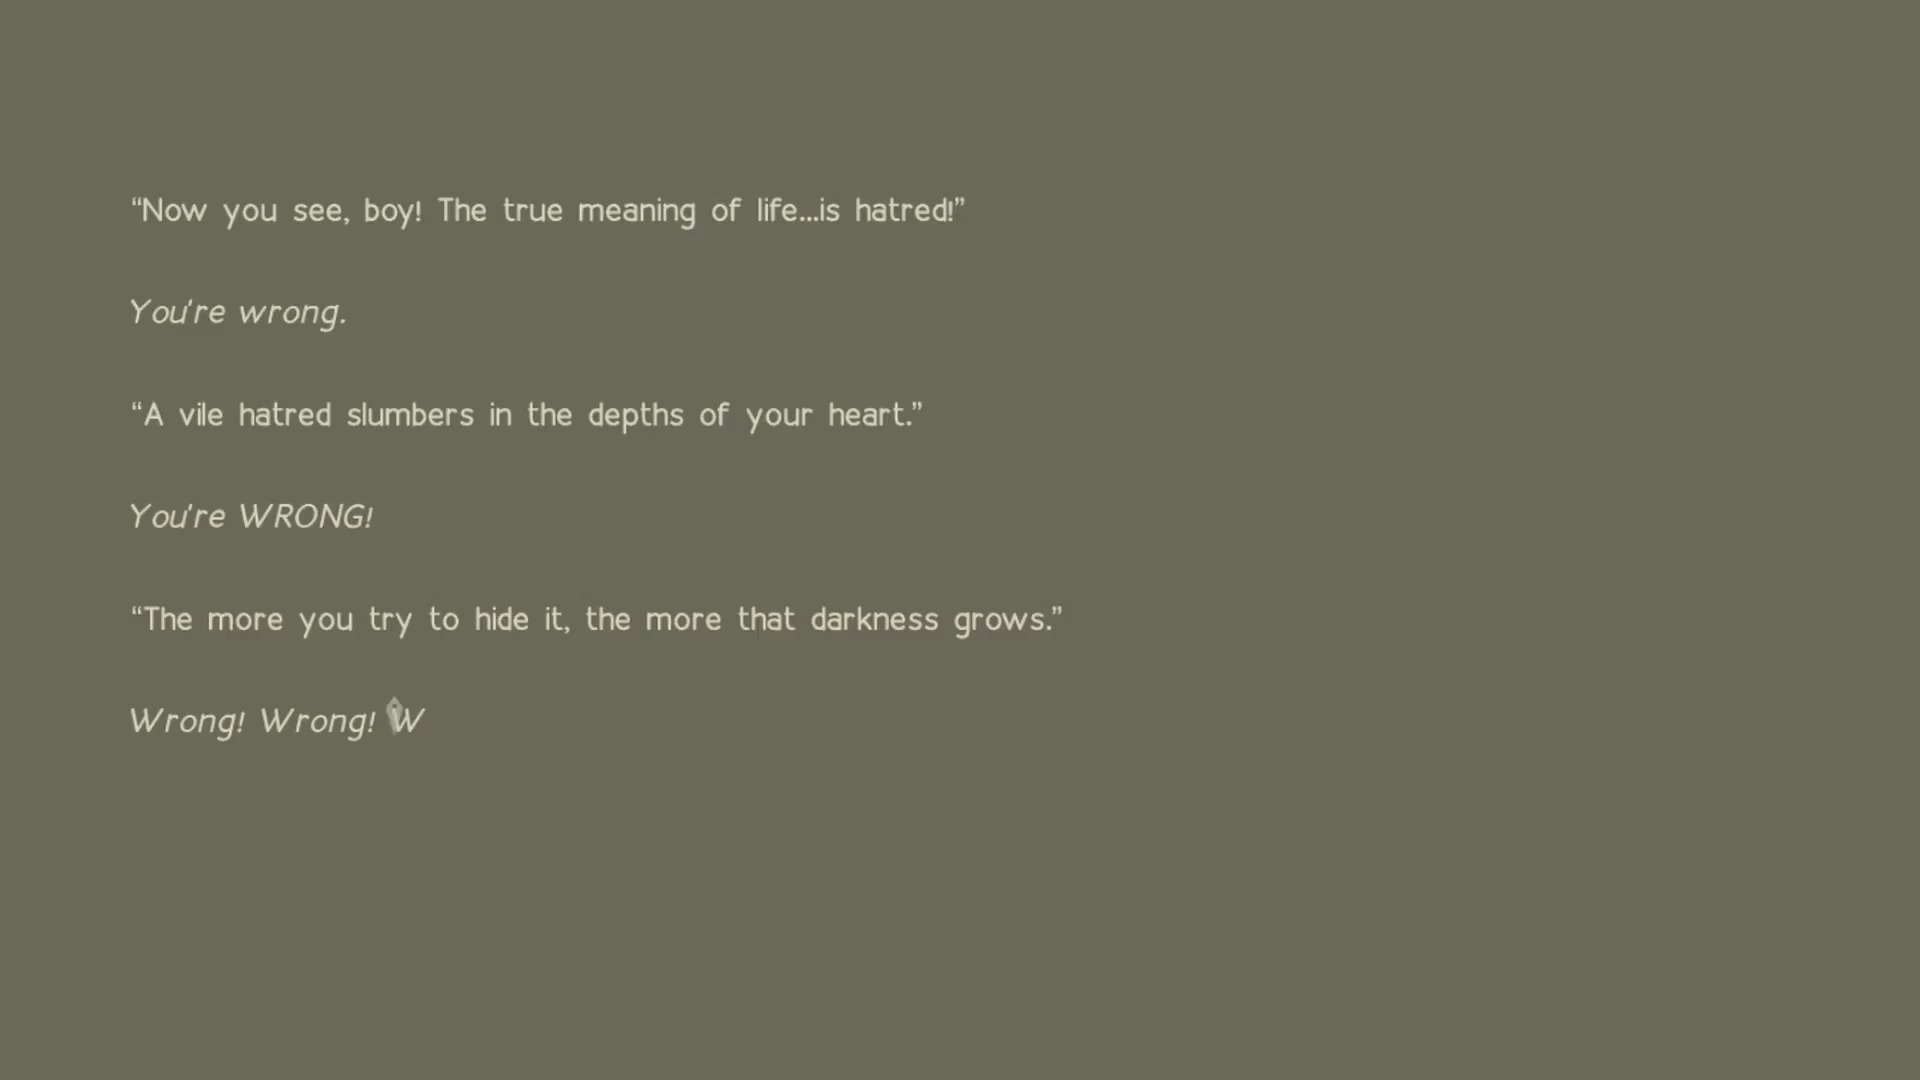 “Now you see, boy! The true meaning of life...is hatred!”
You're wrong.
“A vile hatred slumbers in the depths of your heart.”
You're WRONG!
“The more you try to hide it, the more that darkness grows.”
Wrong! Wrong! W